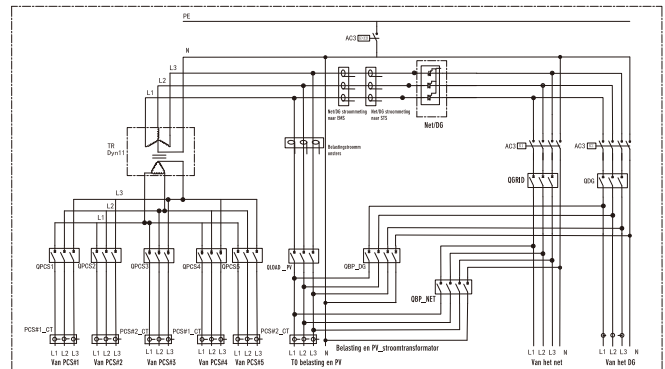 PE
AC3
N
L3
L2
L1
Net/DG stroommeting
naar EMS
Net/DG stroommeting
naar STS
Net/DG
TR
Dyn11
Belastingstroomm
AC3
AC3
QGRID
QDG
L3
L2
L1
QPCS1
QPCS2
QPCS3
QPCS4
QPCS5
QLOAD_PV
QBP_DG
QBP_NET
PCS#1_CT
PCS#2_CT
PCS#1_CT
PCS#2_CT
Belasting en PV_stroomtransformator
L1 L2 L3
L1 L2 L3
L1 L2 L3
L1 L2 L3
L1 L2 L3
L1 L2 L3 N
L1 L2 L3 N
L1 L2 L3 N
Van PCS#1
Van PCS#2
Van PCS#3
Van PCS#4
Van PCS#5
TO belasting en PV
Van het net
Van het DG